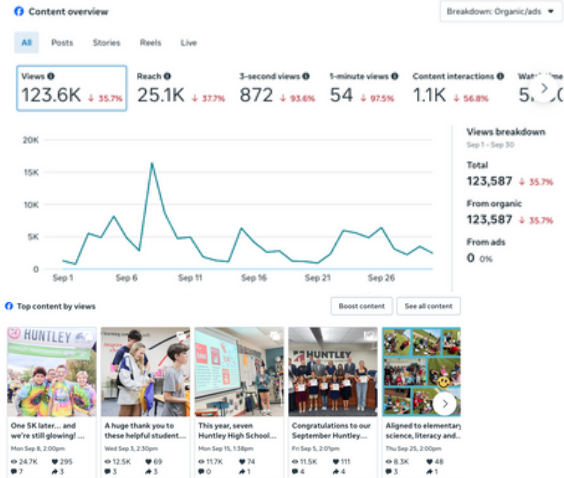 Content overview
Breakdown: Organic/ads
All Posts Stories Reels Live
Views Reach 3-second views 1-minute views Content interactions
123.6K ↓ 35.7% 25.1K ↓ 37.7% 872 ↓ 93.6% 54 ↓ 97.5% 1.1K ↓ 56.8%
20K
15K
10K
5K
0
Sep 1 Sep 6 Sep 11 Sep 16 Sep 21 Sep 26
Views breakdown
Sep 1 - Sep 30
Total
123,587 ↓ 35.7%
From organic
123,587 ↓ 35.7%
From ads
0 0%
Top content by views
Boost content See all content
HUNTLEY
HUNTLEY
One 5K later... and
we're still glowing! ...
Mon Sep 8, 2:00pm
24.7K 295
7 3
A huge thank you to
these helpful student...
Wed Sep 3, 2:30pm
12.5K 69
3 3
This year, seven
Huntley High School...
Mon Sep 15, 1:38pm
11.7K 74
0 1
Congratulations to our
September Huntley...
Fri Sep 5, 2:01pm
11.5K 111
4 4
Aligned to elementary
science, literacy and...
Thu Sep 25, 2:00pm
8.3K 48
3 1